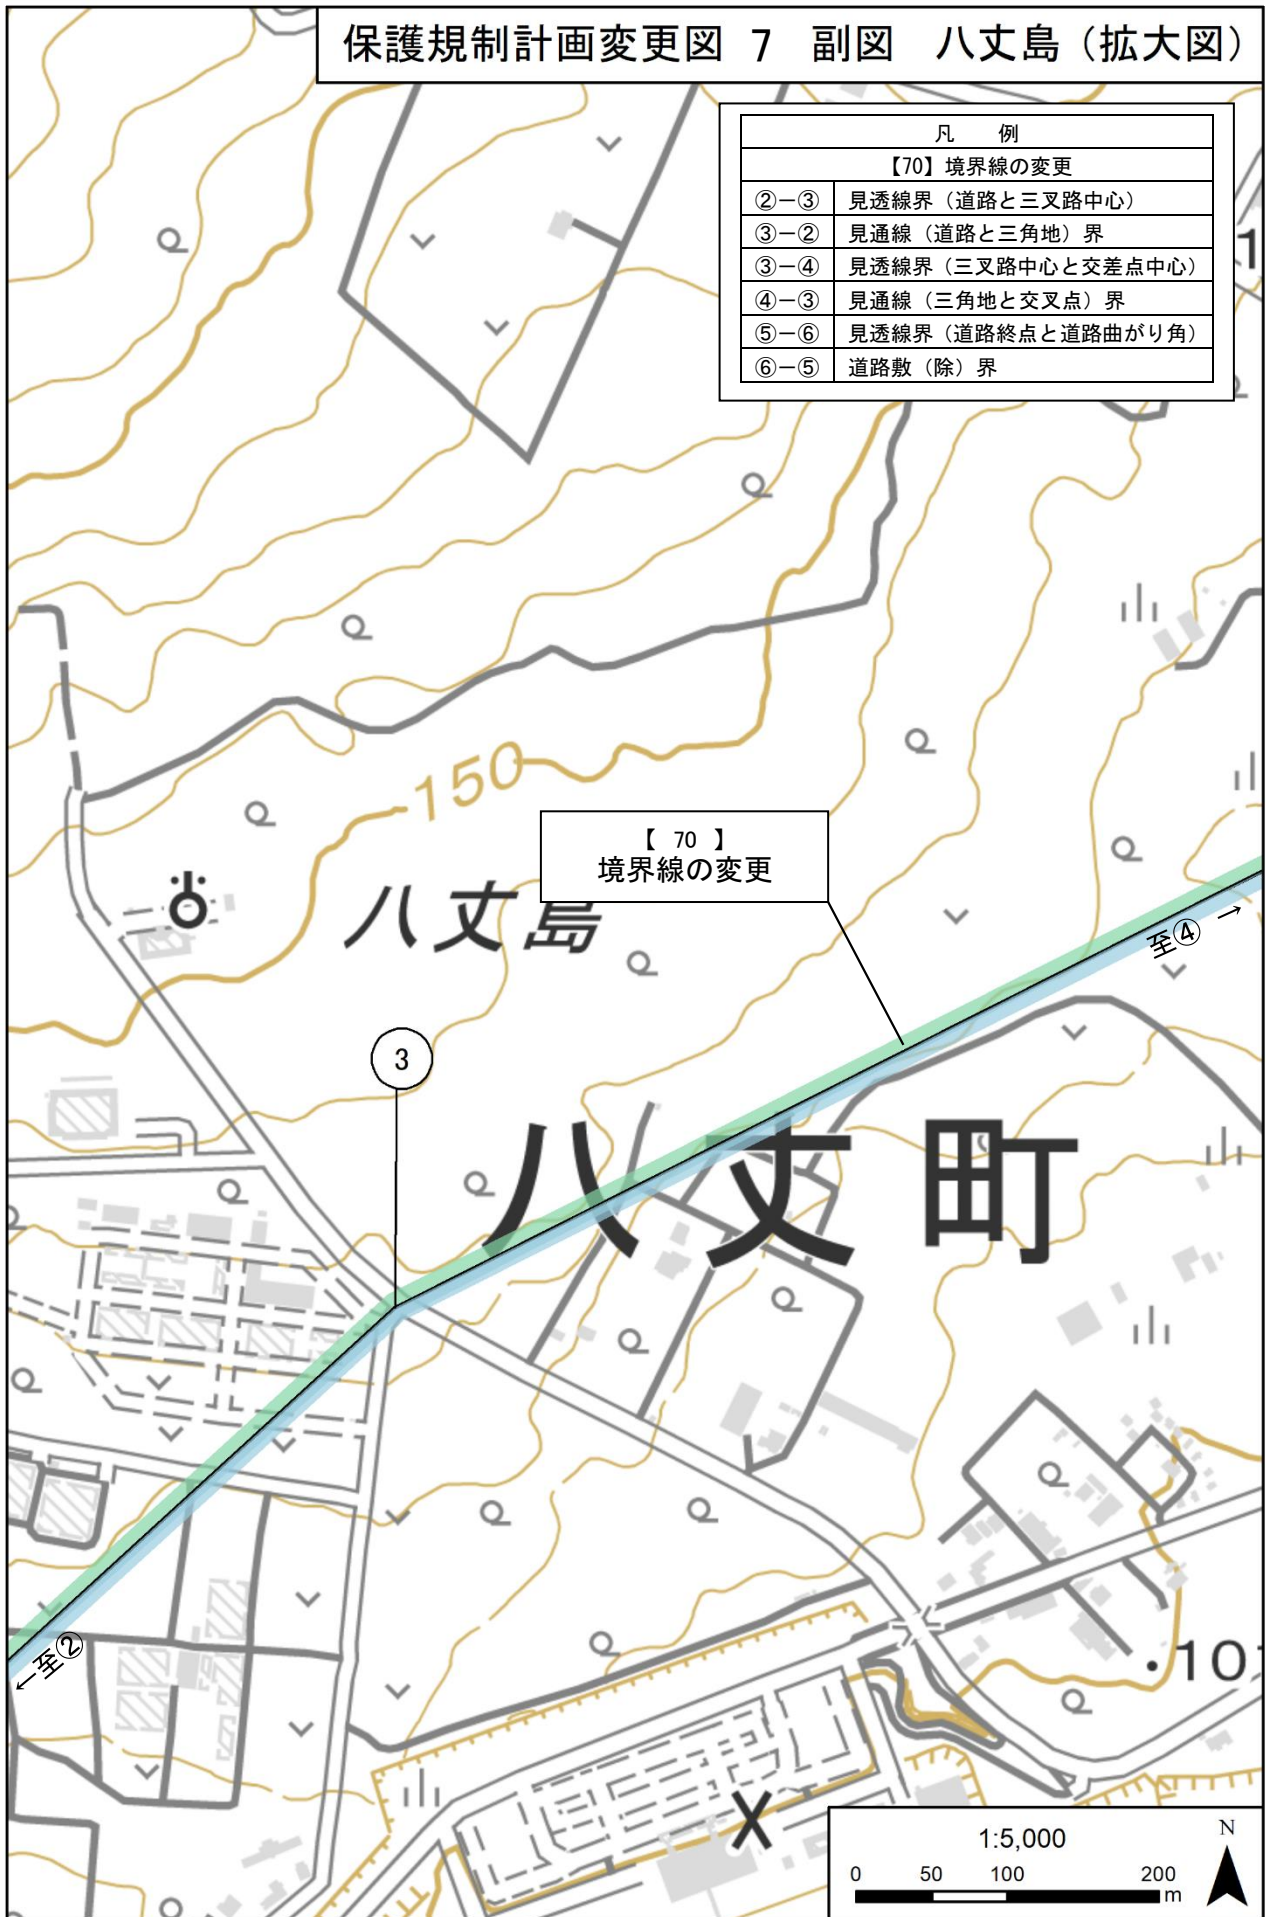 保護規制計画変更図 7 副図 八丈島（拡大図）
凡 例
【70】境界線の変更
②－③ 見透線界（道路と三叉路中心）
③－② 見通線（道路と三角地）界
③－④ 見透線界（三叉路中心と交差点中心）
④－③ 見通線（三角地と交叉点）界
⑤－⑥ 見透線界（道路終点と道路曲がり角）
⑥－⑤ 道路敷（除）界
150
【 70 】
境界線の変更
八丈島
至④→
3
八丈町
←至②
1:5,000
N
0 50 100 200
m